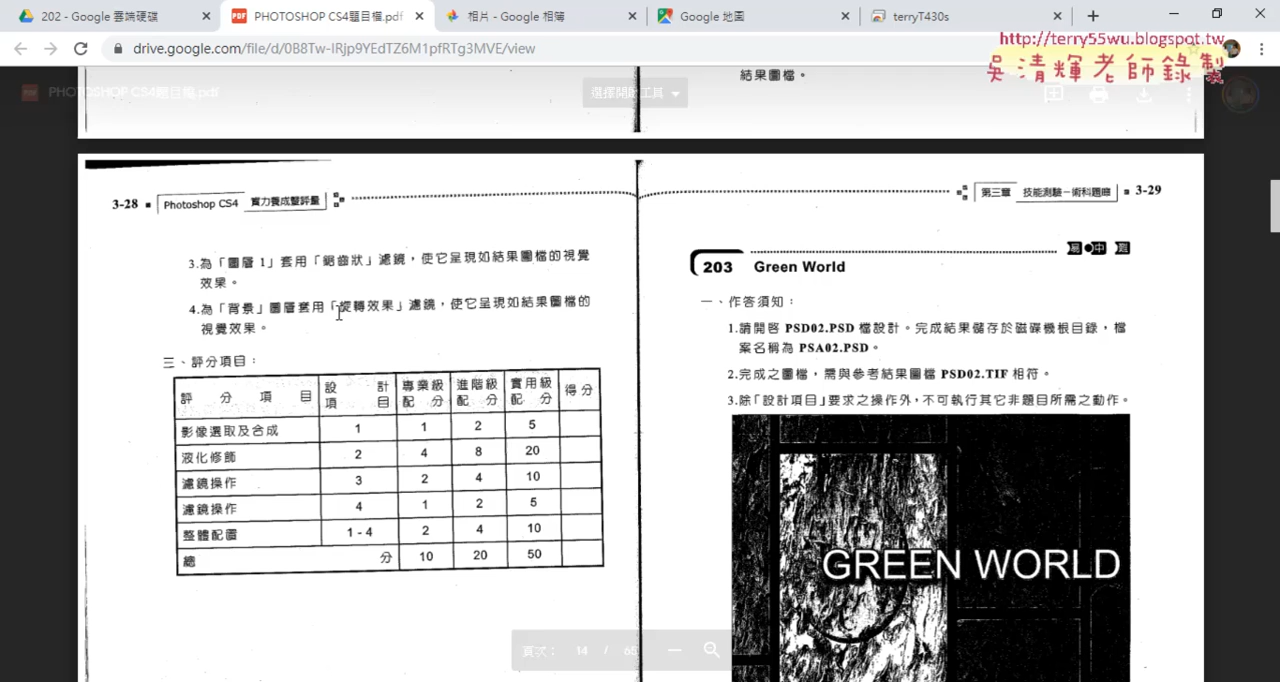 202 - Google 雲端硬碟
PHOTOSHOP CS4題目檔.pdf
相片 - Google 相簿
Google 地圖
terryT430s
drive.google.com/file/d/0B8Tw-lRjp9YEdTZ6M1pfRTg3MVE/view
http://terry55wu.blogspot.tw
吳清輝老師錄製
PHOTOSHOP CS4題目檔.pdf
選擇開啟工具
結果圖檔。
3-28
Photoshop CS4 實力養成暨評量
3.為「圖層 1」套用「鋸齒狀」濾鏡，使它呈現如結果圖檔的視覺
效果。
4.為「背景」圖層套用「旋轉效果」濾鏡，使它呈現如結果圖檔的
視覺效果。
三、評分項目：
評分項目 設計項目 專業級配分 進階級配分 實用級配分 得分
影像選取及合成 1 1 2 5
液化修飾 2 4 8 20
濾鏡操作 3 2 4 10
濾鏡操作 4 1 2 5
整體配置 1 - 4 2 4 10
總分 10 20 50
第三章 技能測驗－術科題庫 3-29
易 中 難
203 Green World
一、作答須知：
1.請開啓 PSD02.PSD 檔設計。完成結果儲存於磁碟機根目錄，檔
案名稱為 PSA02.PSD。
2.完成之圖檔，需與參考結果圖檔 PSD02.TIF 相符。
3.除「設計項目」要求之操作外，不可執行其它非題目所需之動作。
GREEN WORLD
頁次： 14 / 65